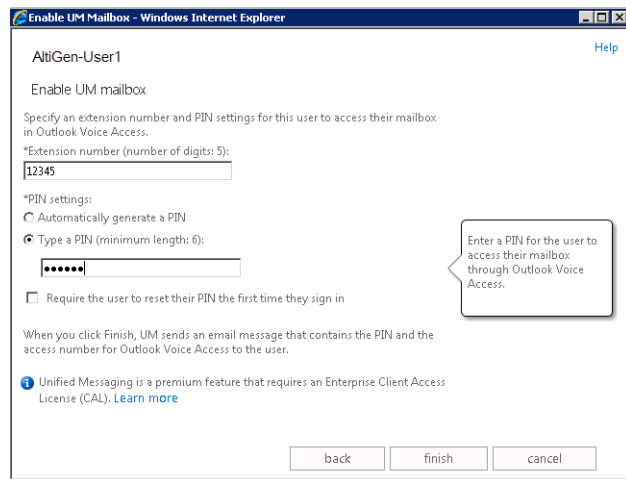 Enable UM Mailbox - Windows Internet Explorer
Help
AltiGen-User1
Enable UM mailbox
Specify an extension number and PIN settings for this user to access their mailbox
in Outlook Voice Access.
*Extension number (number of digits: 5):
12345
*PIN settings:
Automatically generate a PIN
Type a PIN (minimum length: 6):
••••••
Enter a PIN for the user to
access their mailbox
through Outlook Voice
Access.
Require the user to reset their PIN the first time they sign in
When you click Finish, UM sends an email message that contains the PIN and the
access number for Outlook Voice Access to the user.
Unified Messaging is a premium feature that requires an Enterprise Client Access
License (CAL). Learn more
back
finish
cancel